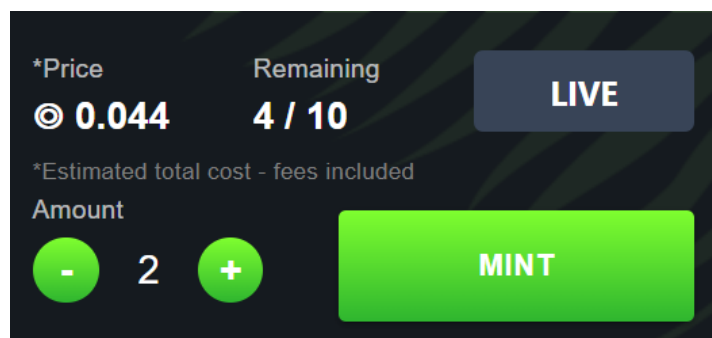 *Price
◎ 0.044
Remaining
4 / 10
LIVE
*Estimated total cost - fees included
Amount
- 2 +
MINT